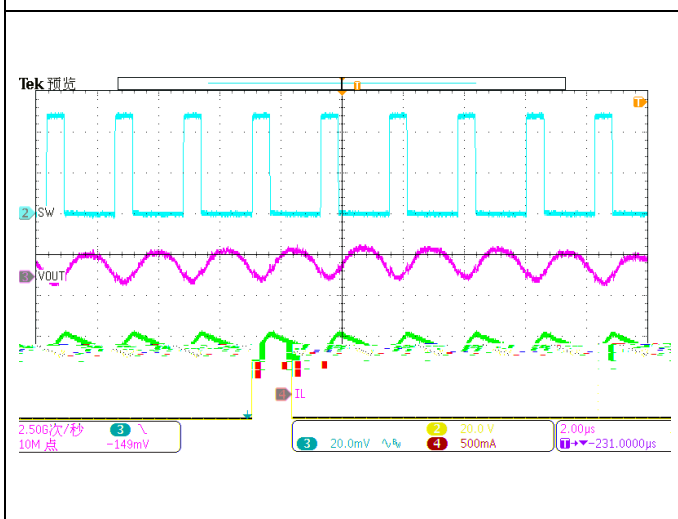 Tek 预览
T
T
2 SW
3 VOUT
4 IL
2.50G次/秒 3 \
10M 点 -149mV
2 20.0 V
3 20.0mV ∿ BW 4 500mA
2.00µs
T→▼-231.0000µs